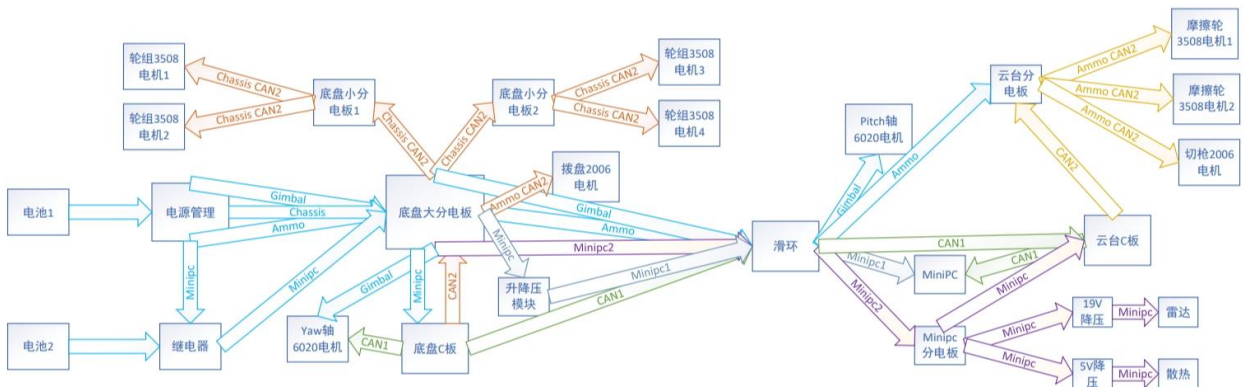 轮组3508
电机1
Chassis CAN2
轮组3508
电机2
Chassis CAN2
底盘小分
电板1
Chassis CAN2
底盘小分
电板2
Chassis CAN2
Chassis CAN2
轮组3508
电机3
Chassis CAN2
轮组3508
电机4
电池1
电源管理
Gimbal
Chassis
Ammo
底盘大分电板
Ammo CAN2
拨盘2006
电机
Gimbal
Ammo
Minipc
Minipc2
升降压
模块
Minipc1
CAN1
Minipc
Minipc
Gimbal
Minipc
CAN2
电池2
继电器
Yaw轴
6020电机
CAN1
底盘C板
滑环
Pitch轴
6020电机
Gimbal
Ammo
云台分
电板
Ammo CAN2
摩擦轮
3508电机1
Ammo CAN2
摩擦轮
3508电机2
Ammo CAN2
切枪2006
电机
CAN2
云台C板
CAN1
Minipc1
MiniPC
CAN1
Minipc2
Minipc
Minipc
分电板
Minipc
19V
降压
Minipc
雷达
Minipc
5V降
压
Minipc
散热